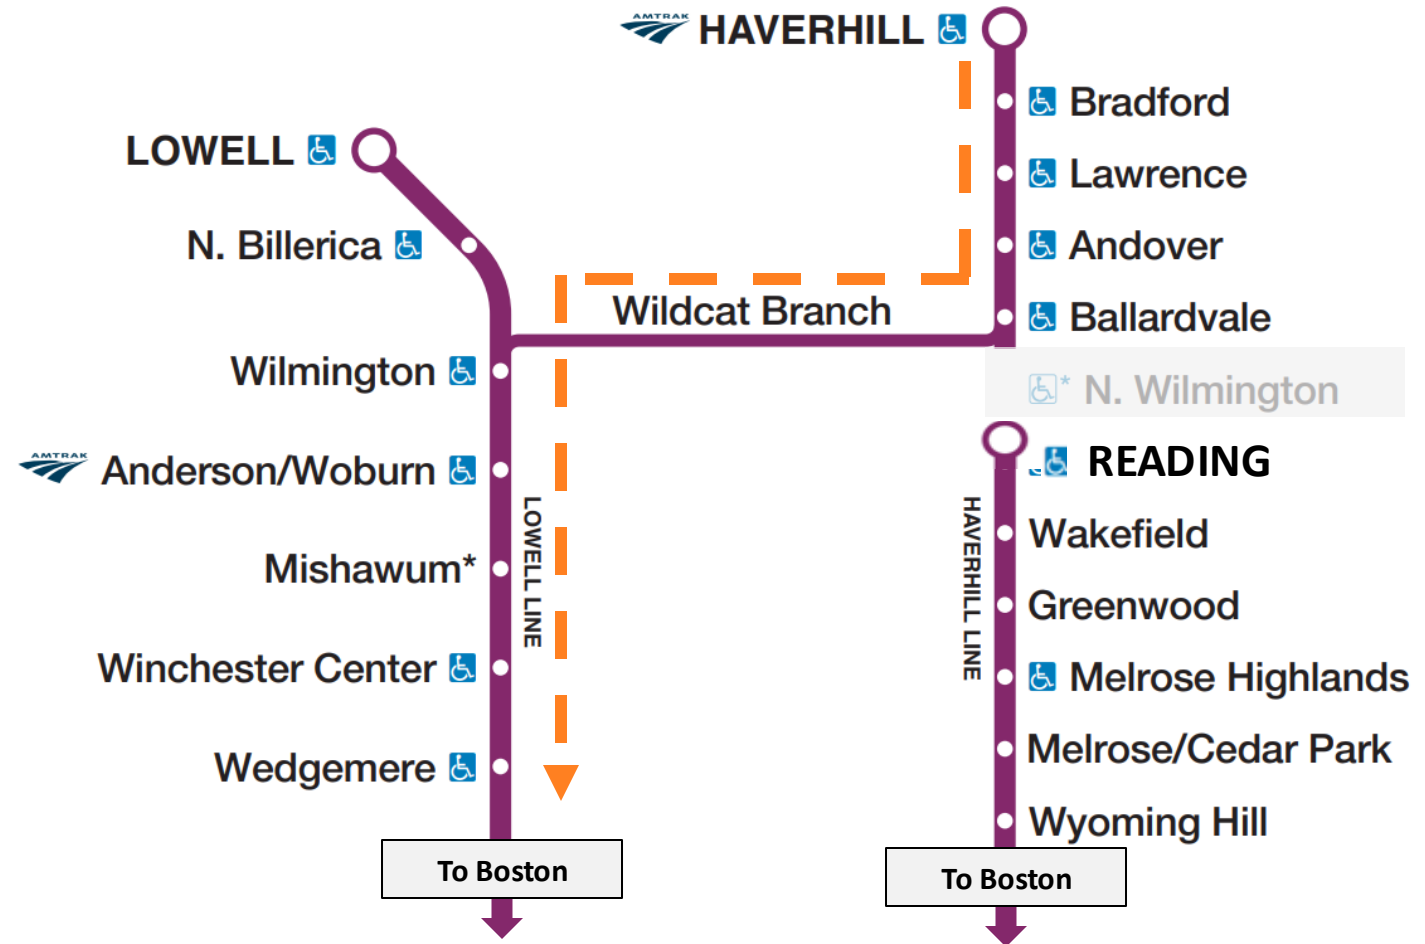 AMTRAK HAVERHILL
Bradford
LOWELL
Lawrence
N. Billerica
Andover
Wildcat Branch
Ballardvale
Wilmington
* N. Wilmington
AMTRAK Anderson/Woburn
READING
LOWELL LINE
HAVERHILL LINE
Wakefield
Mishawum*
Greenwood
Winchester Center
Melrose Highlands
Wedgemere
Melrose/Cedar Park
Wyoming Hill
To Boston
To Boston